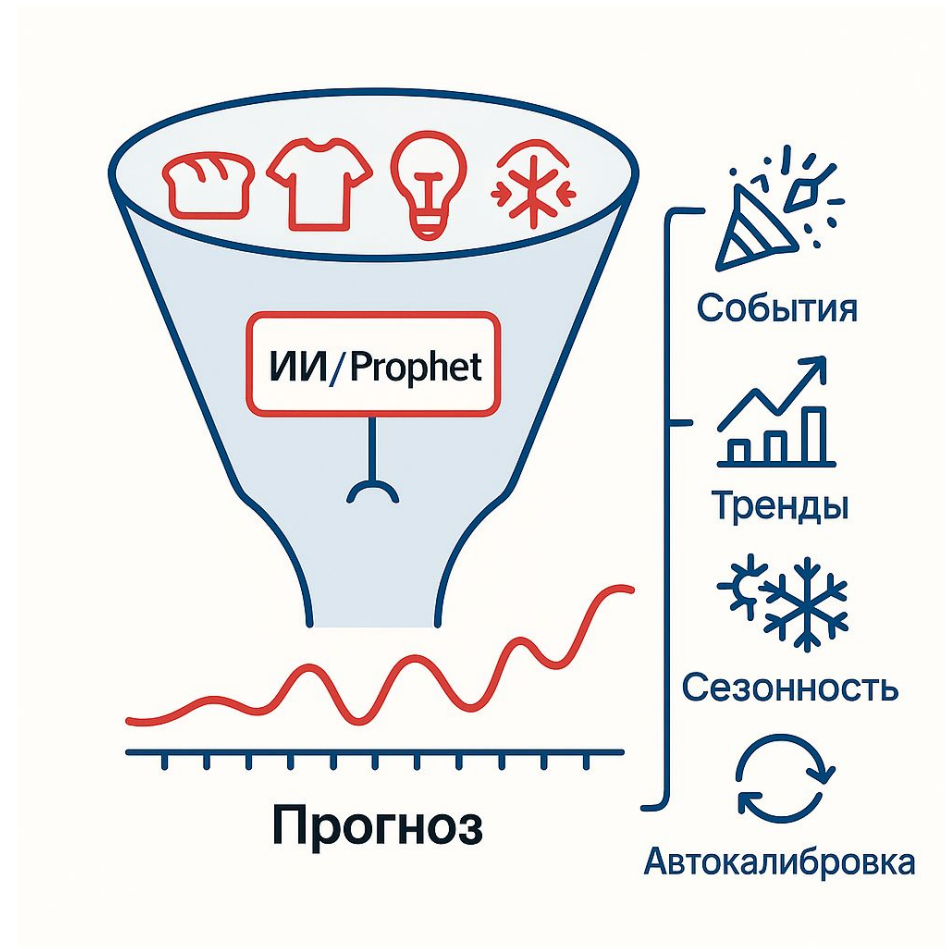 ИИ/Prophet
Прогноз
События
Тренды
Сезонность
Автокалибровка